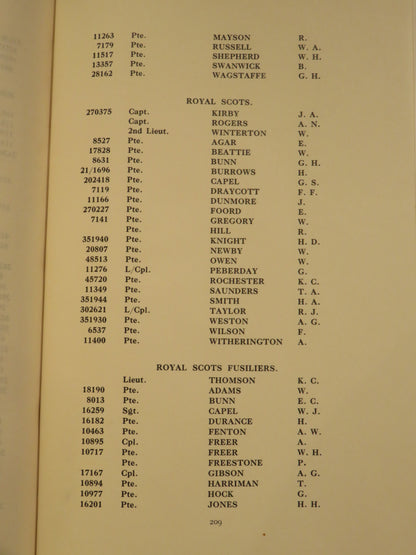 11263 Pte. MAYSON R.
7179 Pte. RUSSELL W. A.
11517 Pte. SHEPHERD W. H.
13357 Pte. SWANWICK B.
28162 Pte. WAGSTAFFE G. H.
ROYAL SCOTS.
270375 Capt. KIRBY J. A.
Capt. ROGERS A. N.
2nd Lieut. WINTERTON W.
8527 Pte. AGAR E.
17828 Pte. BEATTIE W.
8631 Pte. BUNN G. H.
21/1696 Pte. BURROWS H.
202418 Pte. CAPEL G. S.
7119 Pte. DRAYCOTT F. F.
11166 Pte. DUNMORE J.
270227 Pte. FOORD E.
7141 Pte. GREGORY W.
Pte. HILL R.
351940 Pte. KNIGHT H. D.
20807 Pte. NEWBY W.
48513 Pte. OWEN W.
11276 L/Cpl. PEBERDAY G.
45720 Pte. ROCHESTER K. C.
11349 Pte. SAUNDERS T. A.
351944 Pte. SMITH H. A.
302621 L/Cpl. TAYLOR R. J.
351930 Pte. WESTON A. G.
6537 Pte. WILSON F.
11400 Pte. WITHERINGTON A.
ROYAL SCOTS FUSILIERS.
Lieut. THOMSON K. C.
18190 Pte. ADAMS W.
8013 Pte. BUNN E. C.
16259 Sgt. CAPEL W. J.
16182 Pte. DURANCE H.
10463 Pte. FENTON A. W.
10895 Cpl. FREER A.
10717 Pte. FREER W. H.
Pte. FREESTONE P.
17167 Cpl. GIBSON A. G.
10894 Pte. HARRIMAN T.
10977 Pte. HOCK G.
16201 Pte. JONES H. H.
209